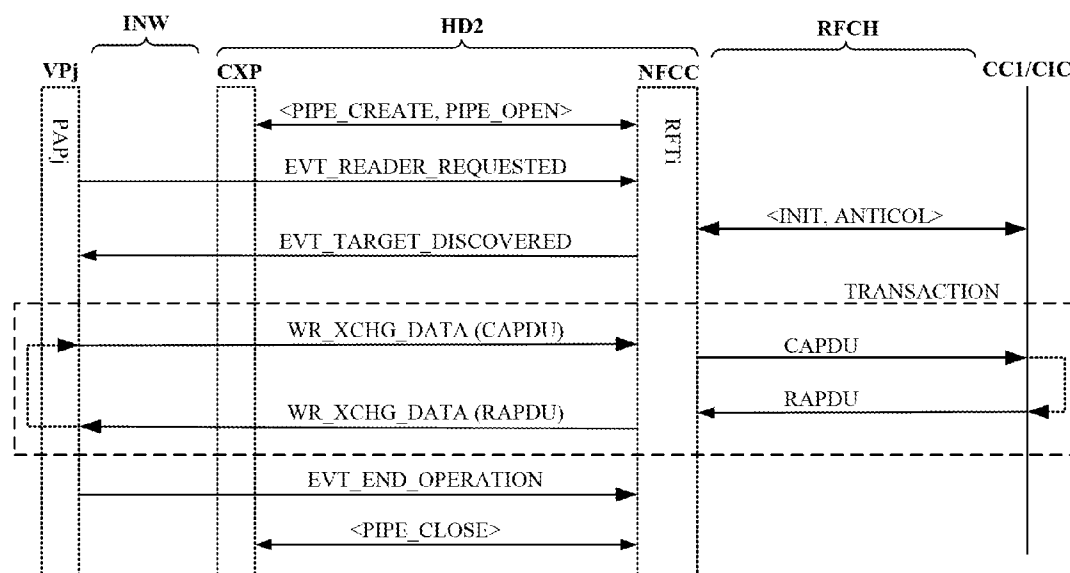 INW HD2 RFCH
VPj CXP NFCC CC1/CIC
<PIPE_CREATE, PIPE_OPEN>
PAPj RFTi
EVT_READER_REQUESTED
<INIT, ANTICOL>
EVT_TARGET_DISCOVERED
TRANSACTION
WR_XCHG_DATA (CAPDU)
CAPDU
RAPDU
WR_XCHG_DATA (RAPDU)
EVT_END_OPERATION
<PIPE_CLOSE>